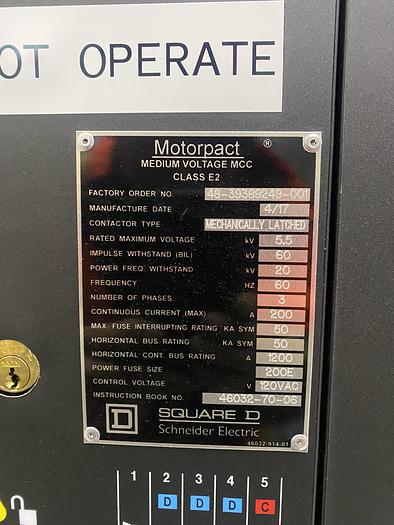 OT OPERATE
Motorpact ®
MEDIUM VOLTAGE MCC
CLASS E2
FACTORY ORDER NO. 48-39389249-001
MANUFACTURE DATE 4/17
CONTACTOR TYPE MECHANICALLY LATCHED
RATED MAXIMUM VOLTAGE kV 5.5
IMPULSE WITHSTAND (BIL) kV 60
POWER FREQ. WITHSTAND kV 20
FREQUENCY HZ 60
NUMBER OF PHASES 3
CONTINUOUS CURRENT (MAX) A 200
MAX. FUSE INTERRUPTING RATING KA SYM 50
HORIZONTAL BUS RATING KA SYM 50
HORIZONTAL CONT. BUS RATING A 1200
POWER FUSE SIZE 200E
CONTROL VOLTAGE V 120VAC
INSTRUCTION BOOK NO. 46032-70-06
D SQUARE D
Schneider Electric
46032-914-01
1 2 3 4 5
D D D C